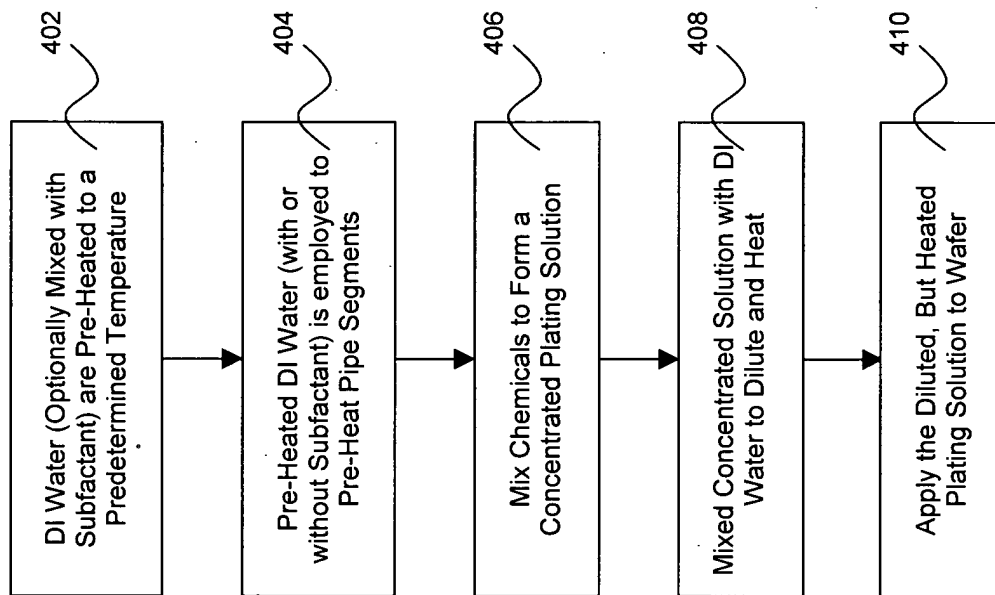 402
DI Water (Optionally Mixed with
Subfactant) are Pre-Heated to a
Predetermined Temperature
404
Pre-Heated DI Water (with or
without Subfactant) is employed to
Pre-Heat Pipe Segments
406
Mix Chemicals to Form a
Concentrated Plating Solution
408
Mixed Concentrated Solution with DI
Water to Dilute and Heat
410
Apply the Diluted, But Heated
Plating Solution to Wafer